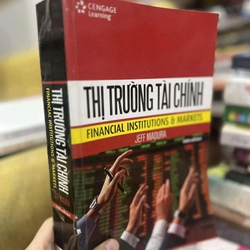 CENGAGE
Learning
THỊ TRƯỜNG TÀI CHÍNH
FINANCIAL INSTITUTIONS & MARKETS
JEFF MADURA
THỊ TRƯỜNG TÀI CHÍNH
FINANCIAL INSTITUTIONS & MARKETS